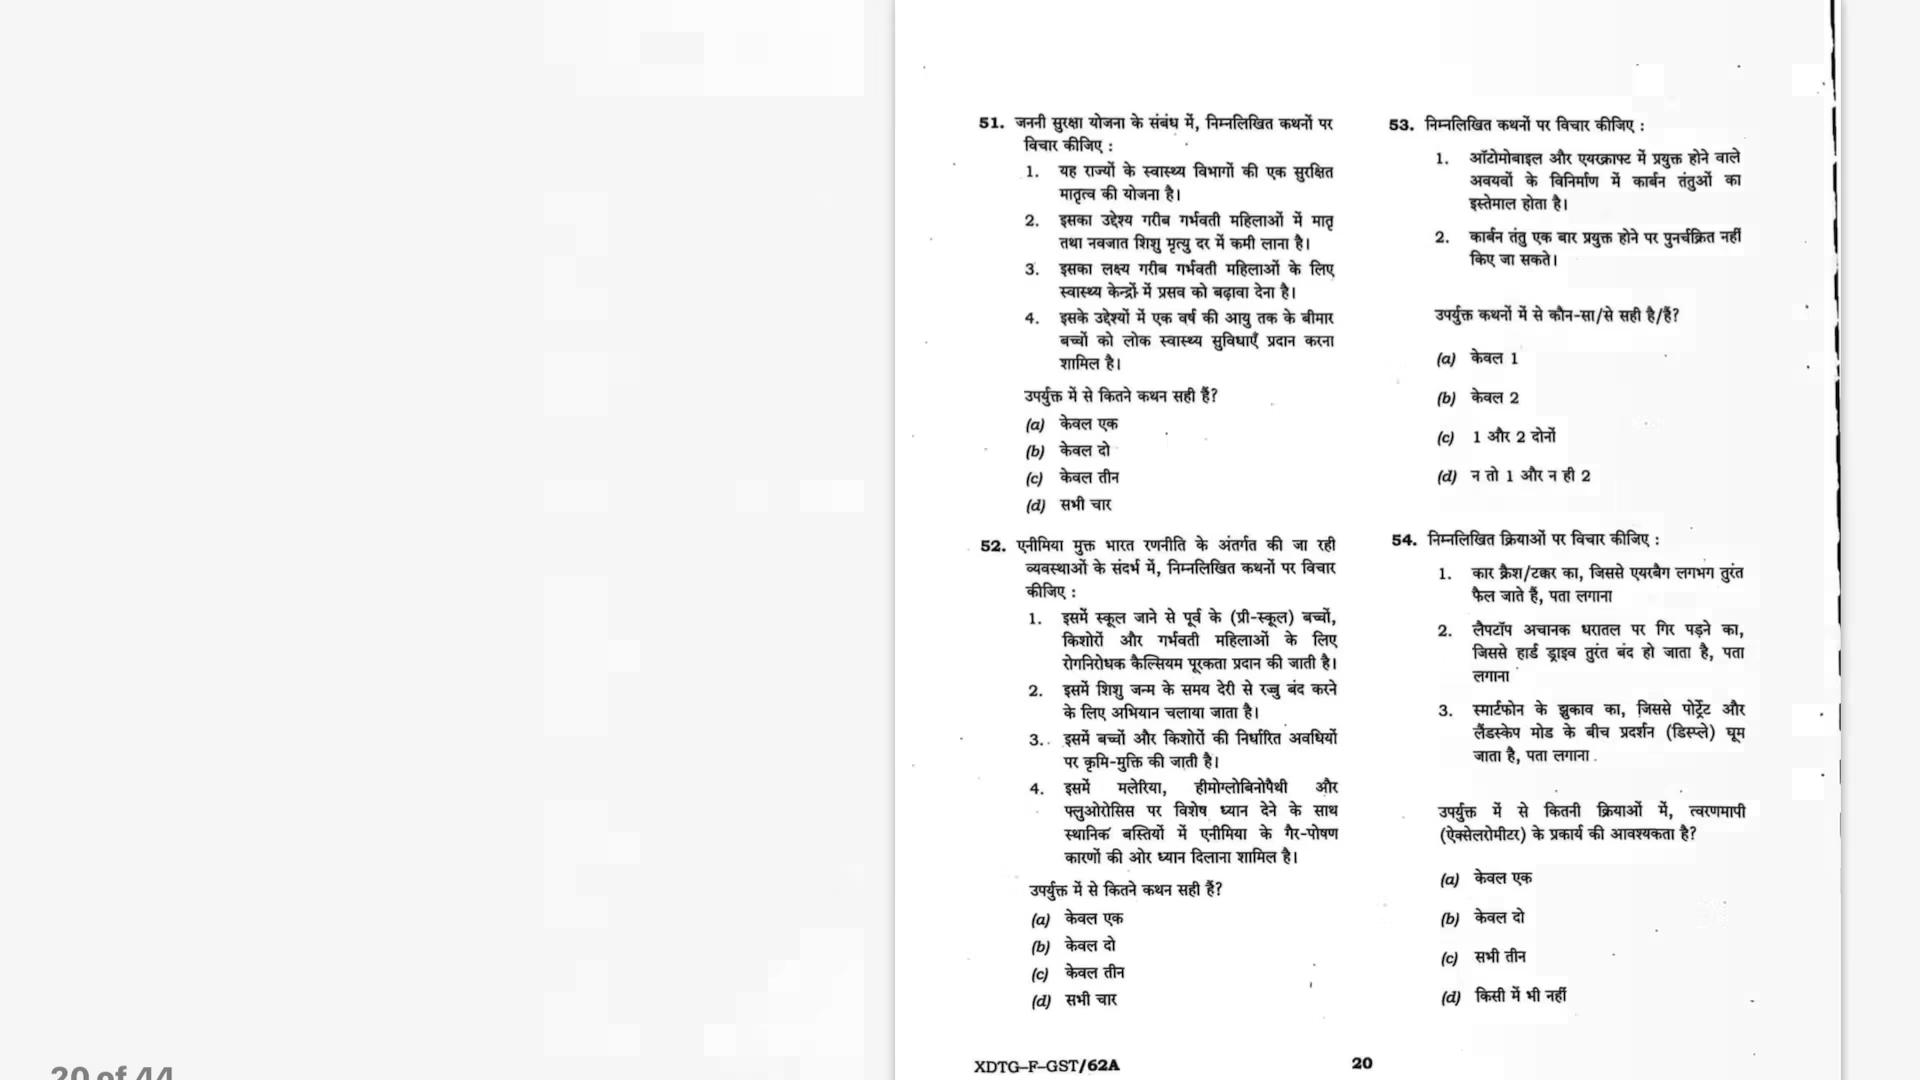 51. जननी सुरक्षा योजना के संबंध में, निम्नलिखित कथनों पर
विचार कीजिए :
1. यह राज्यों के स्वास्थ्य विभागों की एक सुरक्षित
मातृत्व की योजना है।
2. इसका उद्देश्य गरीब गर्भवती महिलाओं में मातृ
तथा नवजात शिशु मृत्यु दर में कमी लाना है।
3. इसका लक्ष्य गरीब गर्भवती महिलाओं के लिए
स्वास्थ्य केन्द्रों में प्रसव को बढ़ावा देना है।
4. इसके उद्देश्यों में एक वर्ष की आयु तक के बीमार
बच्चों को लोक स्वास्थ्य सुविधाएँ प्रदान करना
शामिल है।
उपर्युक्त में से कितने कथन सही हैं?
(a) केवल एक
(b) केवल दो
(c) केवल तीन
(d) सभी चार
52. एनीमिया मुक्त भारत रणनीति के अंतर्गत की जा रही
व्यवस्थाओं के संदर्भ में, निम्नलिखित कथनों पर विचार
कीजिए :
1. इसमें स्कूल जाने से पूर्व के (प्री-स्कूल) बच्चों,
किशोरों और गर्भवती महिलाओं के लिए
रोगनिरोधक कैल्सियम पूरकता प्रदान की जाती है।
2. इसमें शिशु जन्म के समय देरी से रज्जु बंद करने
के लिए अभियान चलाया जाता है।
3. इसमें बच्चों और किशोरों की निर्धारित अवधियों
पर कृमि-मुक्ति की जाती है।
4. इसमें मलेरिया, हीमोग्लोबिनोपैथी और
फ्लुओरोसिस पर विशेष ध्यान देने के साथ
स्थानिक बस्तियों में एनीमिया के गैर-पोषण
कारणों की ओर ध्यान दिलाना शामिल है।
उपर्युक्त में से कितने कथन सही हैं?
(a) केवल एक
(b) केवल दो
(c) केवल तीन
(d) सभी चार
53. निम्नलिखित कथनों पर विचार कीजिए :
1. ऑटोमोबाइल और एयरक्राफ्ट में प्रयुक्त होने वाले
अवयवों के विनिर्माण में कार्बन तंतुओं का
इस्तेमाल होता है।
2. कार्बन तंतु एक बार प्रयुक्त होने पर पुनर्चक्रित नहीं
किए जा सकते।
उपर्युक्त कथनों में से कौन-सा/से सही है/हैं?
(a) केवल 1
(b) केवल 2
(c) 1 और 2 दोनों
(d) न तो 1 और न ही 2
54. निम्नलिखित क्रियाओं पर विचार कीजिए :
1. कार क्रैश/टक्कर का, जिससे एयरबैग लगभग तुरंत
फैल जाते हैं, पता लगाना
2. लैपटॉप अचानक धरातल पर गिर पड़ने का,
जिससे हार्ड ड्राइव तुरंत बंद हो जाता है, पता
लगाना
3. स्मार्टफोन के झुकाव का, जिससे पोर्ट्रेट और
लैंडस्केप मोड के बीच प्रदर्शन (डिस्प्ले) घूम
जाता है, पता लगाना
उपर्युक्त में से कितनी क्रियाओं में, त्वरणमापी
(ऐक्सेलरोमीटर) के प्रकार्य की आवश्यकता है?
(a) केवल एक
(b) केवल दो
(c) सभी तीन
(d) किसी में भी नहीं
XDTG–F–GST/62A 20
20 of 44